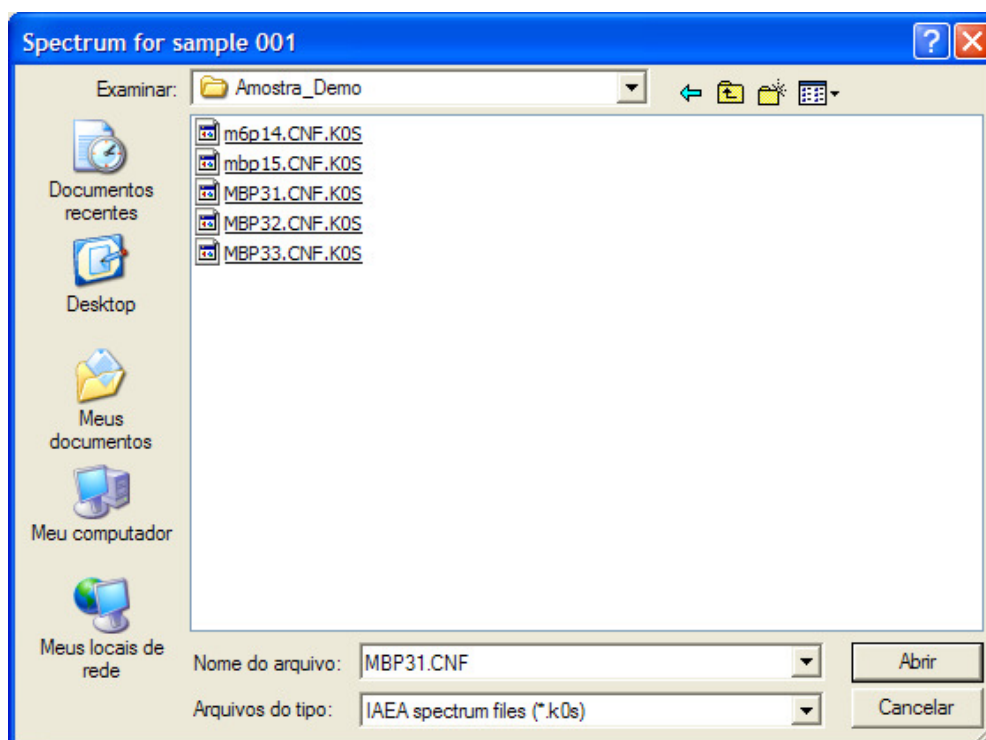 Spectrum for sample 001
Examinar:
Amostra_Demo
Documentos
recentes
Desktop
Meus
documentos
Meu computador
Meus locais de
rede
m6p14.CNF.K0S
mbp15.CNF.K0S
MBP31.CNF.K0S
MBP32.CNF.K0S
MBP33.CNF.K0S
Nome do arquivo:
MBP31.CNF
Abrir
Arquivos do tipo:
IAEA spectrum files (*.k0s)
Cancelar